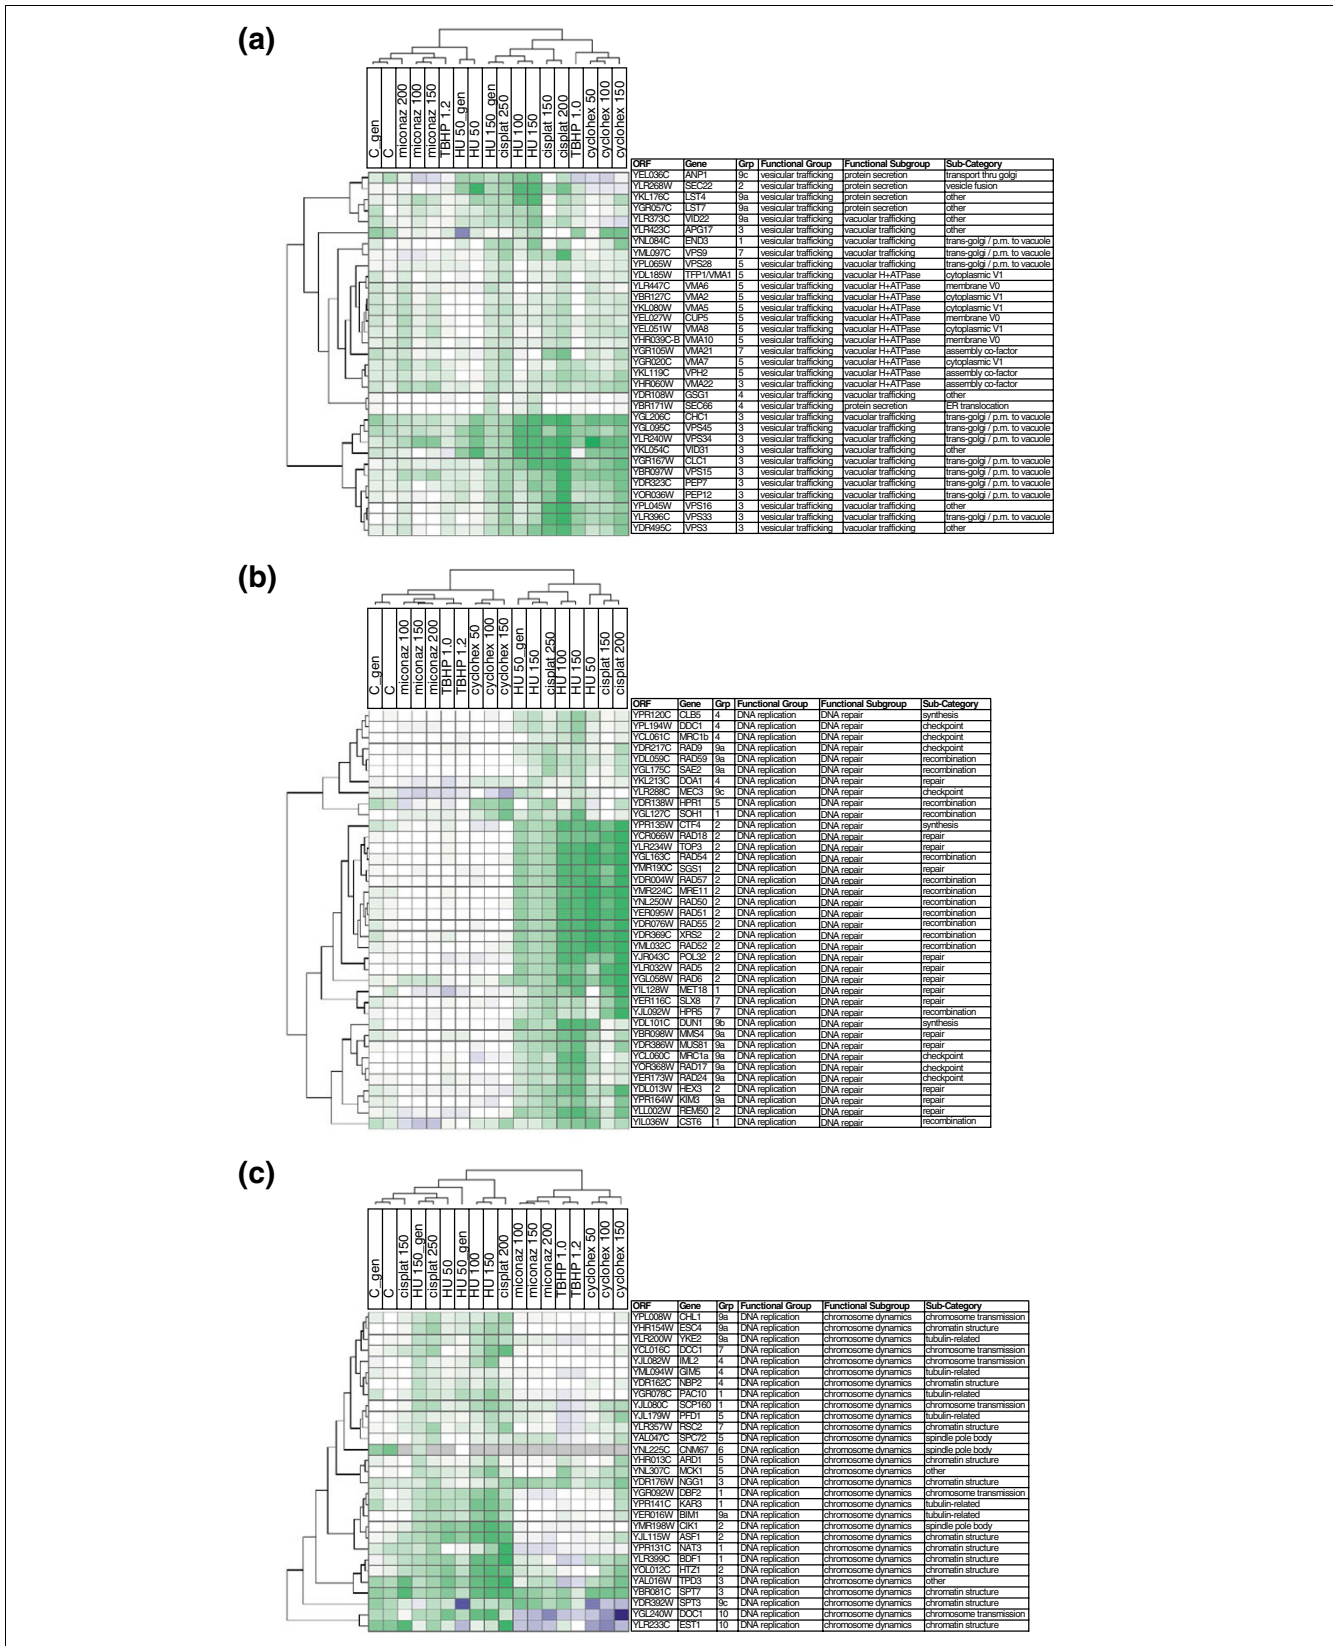 (a)
C_gen
C
miconaz 200
miconaz 100
miconaz 150
TBHP 1.2
HU 50_gen
HU 50
HU 150_gen
cisplat 250
HU 100
HU 150
cisplat 150
cisplat 200
TBHP 1.0
cyclohex 50
cyclohex 100
cyclohex 150
ORF Gene Grp Functional Group Functional Subgroup Sub-Category
YEL036C ANP1 9c vesicular trafficking protein secretion transport thru golgi
YLR268W SEC22 2 vesicular trafficking protein secretion vesicle fusion
YKL176C LST4 9a vesicular trafficking protein secretion other
YGR057C LST7 9a vesicular trafficking protein secretion other
YLR373C VID22 9a vesicular trafficking vacuolar trafficking other
YLR423C APG17 3 vesicular trafficking vacuolar trafficking other
YNL084C END3 1 vesicular trafficking vacuolar trafficking trans-golgi / p.m. to vacuole
YML097C VPS9 7 vesicular trafficking vacuolar trafficking trans-golgi / p.m. to vacuole
YPL065W VPS28 5 vesicular trafficking vacuolar trafficking trans-golgi / p.m. to vacuole
YDL185W TFP1/VMA1 5 vesicular trafficking vacuolar H+ATPase cytoplasmic V1
YLR447C VMA6 5 vesicular trafficking vacuolar H+ATPase membrane V0
YBR127C VMA2 5 vesicular trafficking vacuolar H+ATPase cytoplasmic V1
YKL080W VMA5 5 vesicular trafficking vacuolar H+ATPase cytoplasmic V1
YEL027W CUP5 5 vesicular trafficking vacuolar H+ATPase membrane V0
YEL051W VMA8 5 vesicular trafficking vacuolar H+ATPase cytoplasmic V1
YHR039C-B VMA10 5 vesicular trafficking vacuolar H+ATPase membrane V0
YGR105W VMA21 7 vesicular trafficking vacuolar H+ATPase assembly co-factor
YGR020C VMA7 5 vesicular trafficking vacuolar H+ATPase cytoplasmic V1
YKL119C VPH2 5 vesicular trafficking vacuolar H+ATPase assembly co-factor
YHR060W VMA22 3 vesicular trafficking vacuolar H+ATPase assembly co-factor
YDR108W GSG1 4 vesicular trafficking vacuolar trafficking other
YBR171W SEC66 4 vesicular trafficking protein secretion ER translocation
YGL206C CHC1 3 vesicular trafficking vacuolar trafficking trans-golgi / p.m. to vacuole
YGL095C VPS45 3 vesicular trafficking vacuolar trafficking trans-golgi / p.m. to vacuole
YLR240W VPS34 3 vesicular trafficking vacuolar trafficking trans-golgi / p.m. to vacuole
YKL054C VID31 3 vesicular trafficking vacuolar trafficking other
YGR167W CLC1 3 vesicular trafficking vacuolar trafficking trans-golgi / p.m. to vacuole
YBR097W VPS15 3 vesicular trafficking vacuolar trafficking trans-golgi / p.m. to vacuole
YDR323C PEP7 3 vesicular trafficking vacuolar trafficking trans-golgi / p.m. to vacuole
YOR036W PEP12 3 vesicular trafficking vacuolar trafficking trans-golgi / p.m. to vacuole
YPL045W VPS16 3 vesicular trafficking vacuolar trafficking other
YLR396C VPS33 3 vesicular trafficking vacuolar trafficking trans-golgi / p.m. to vacuole
YDR495C VPS3 3 vesicular trafficking vacuolar trafficking other
(b)
C_gen
C
miconaz 100
miconaz 150
miconaz 200
TBHP 1.0
TBHP 1.2
cyclohex 50
cyclohex 100
cyclohex 150
HU 50_gen
HU 150
cisplat 250
HU 100
HU 150
HU 50
cisplat 150
cisplat 200
ORF Gene Grp Functional Group Functional Subgroup Sub-Category
YPR120C CLB5 4 DNA replication DNA repair synthesis
YPL194W DDC1 4 DNA replication DNA repair checkpoint
YCL061C MRC1b 4 DNA replication DNA repair checkpoint
YDR217C RAD9 9a DNA replication DNA repair checkpoint
YDL059C RAD59 9a DNA replication DNA repair recombination
YGL175C SAE2 9a DNA replication DNA repair recombination
YKL213C DOA1 4 DNA replication DNA repair repair
YLR288C MEC3 9c DNA replication DNA repair checkpoint
YDR138W HPR1 5 DNA replication DNA repair recombination
YGL127C SOH1 1 DNA replication DNA repair recombination
YPR135W CTF4 2 DNA replication DNA repair synthesis
YCR066W RAD18 2 DNA replication DNA repair repair
YLR234W TOP3 2 DNA replication DNA repair repair
YGL163C RAD54 2 DNA replication DNA repair recombination
YMR190C SGS1 2 DNA replication DNA repair repair
YDR004W RAD57 2 DNA replication DNA repair recombination
YMR224C MRE11 2 DNA replication DNA repair recombination
YNL250W RAD50 2 DNA replication DNA repair recombination
YER095W RAD51 2 DNA replication DNA repair recombination
YDR076W RAD55 2 DNA replication DNA repair recombination
YDR369C XRS2 2 DNA replication DNA repair recombination
YML032C RAD52 2 DNA replication DNA repair recombination
YJR043C POL32 2 DNA replication DNA repair repair
YLR032W RAD5 2 DNA replication DNA repair repair
YGL058W RAD6 2 DNA replication DNA repair repair
YIL128W MET18 1 DNA replication DNA repair repair
YER116C SLX8 7 DNA replication DNA repair repair
YJL092W HPR5 7 DNA replication DNA repair recombination
YDL101C DUN1 9b DNA replication DNA repair synthesis
YBR098W MMS4 9a DNA replication DNA repair repair
YDR386W MUS81 9a DNA replication DNA repair repair
YCL060C MRC1a 9a DNA replication DNA repair checkpoint
YOR368W RAD17 9a DNA replication DNA repair checkpoint
YER173W RAD24 9a DNA replication DNA repair checkpoint
YDL013W HEX3 2 DNA replication DNA repair repair
YPR164W KIM3 9a DNA replication DNA repair repair
YLL002W REM50 2 DNA replication DNA repair repair
YIL036W CST6 1 DNA replication DNA repair recombination
(c)
C_gen
C
cisplat 150
HU 150_gen
cisplat 250
HU 50
HU 50_gen
HU 100
HU 150
cisplat 200
miconaz 100
miconaz 150
miconaz 200
TBHP 1.0
TBHP 1.2
cyclohex 50
cyclohex 100
cyclohex 150
ORF Gene Grp Functional Group Functional Subgroup Sub-Category
YPL008W CHL1 9a DNA replication chromosome dynamics chromosome transmission
YHR154W ESC4 9a DNA replication chromosome dynamics chromatin structure
YLR200W YKE2 9a DNA replication chromosome dynamics tubulin-related
YCL016C DCC1 7 DNA replication chromosome dynamics chromosome transmission
YJL082W IML2 4 DNA replication chromosome dynamics chromosome transmission
YML094W GIM5 4 DNA replication chromosome dynamics tubulin-related
YDR162C NBP2 4 DNA replication chromosome dynamics chromatin structure
YGR078C PAC10 1 DNA replication chromosome dynamics tubulin-related
YJL080C SCP160 1 DNA replication chromosome dynamics chromosome transmission
YJL179W PFD1 5 DNA replication chromosome dynamics tubulin-related
YLR357W RSC2 7 DNA replication chromosome dynamics chromatin structure
YAL047C SPC72 5 DNA replication chromosome dynamics spindle pole body
YNL225C CNM67 6 DNA replication chromosome dynamics spindle pole body
YHR013C ARD1 5 DNA replication chromosome dynamics chromatin structure
YNL307C MCK1 5 DNA replication chromosome dynamics other
YDR176W NGG1 3 DNA replication chromosome dynamics chromatin structure
YGR092W DBF2 1 DNA replication chromosome dynamics chromosome transmission
YPR141C KAR3 1 DNA replication chromosome dynamics tubulin-related
YER016W BIM1 9a DNA replication chromosome dynamics tubulin-related
YMR198W CIK1 2 DNA replication chromosome dynamics spindle pole body
YJL115W ASF1 2 DNA replication chromosome dynamics chromatin structure
YPR131C NAT3 1 DNA replication chromosome dynamics chromatin structure
YLR399C BDF1 1 DNA replication chromosome dynamics chromatin structure
YOL012C HTZ1 2 DNA replication chromosome dynamics chromatin structure
YAL016W TPD3 3 DNA replication chromosome dynamics other
YBR081C SPT7 3 DNA replication chromosome dynamics chromatin structure
YDR392W SPT3 9c DNA replication chromosome dynamics chromatin structure
YGL240W DOC1 10 DNA replication chromosome dynamics chromosome transmission
YLR233C EST1 10 DNA replication chromosome dynamics chromatin structure